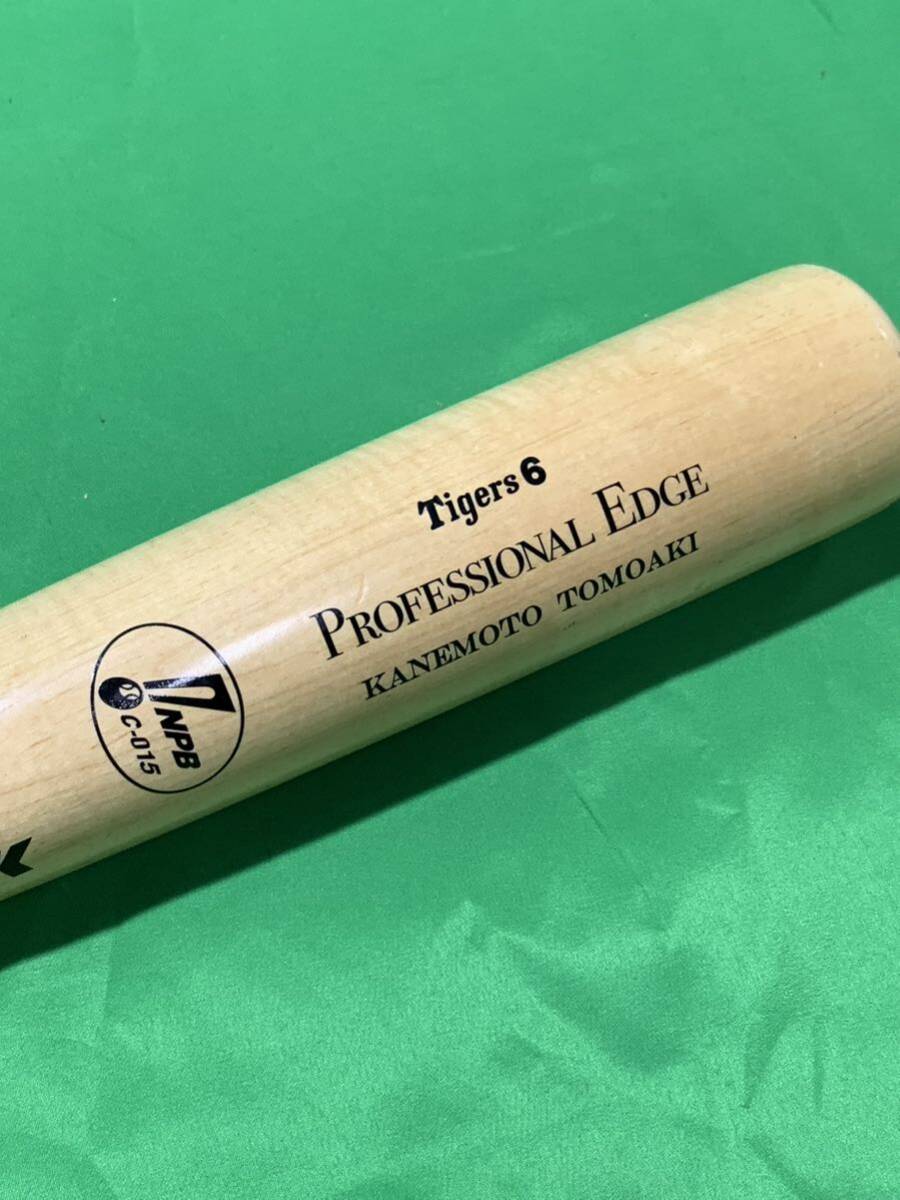 Tigers 6
PROFESSIONAL EDGE
KANEMOTO TOMOAKI
NPB
C-015